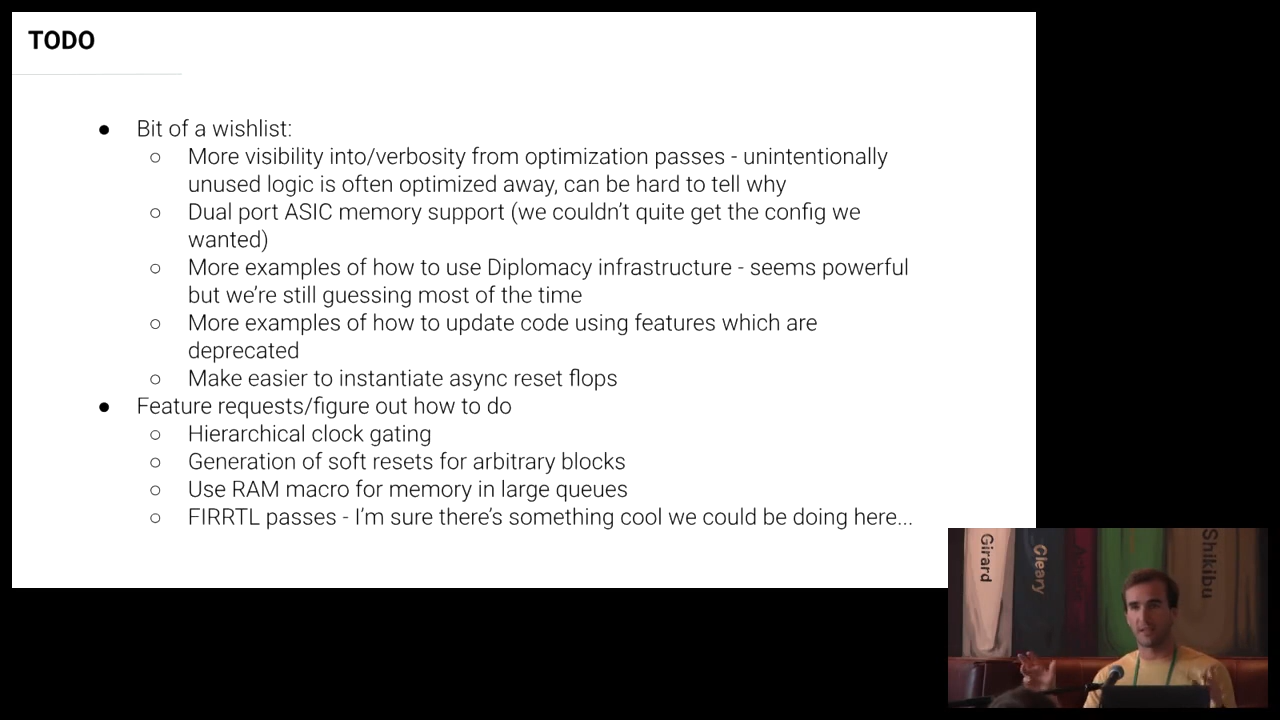 TODO
● Bit of a wishlist:
○ More visibility into/verbosity from optimization passes - unintentionally
unused logic is often optimized away, can be hard to tell why
○ Dual port ASIC memory support (we couldn't quite get the config we
wanted)
○ More examples of how to use Diplomacy infrastructure - seems powerful
but we're still guessing most of the time
○ More examples of how to update code using features which are
deprecated
○ Make easier to instantiate async reset flops
● Feature requests/figure out how to do
○ Hierarchical clock gating
○ Generation of soft resets for arbitrary blocks
○ Use RAM macro for memory in large queues
○ FIRRTL passes - I'm sure there's something cool we could be doing here...
Girard
Cleary
Shikibu